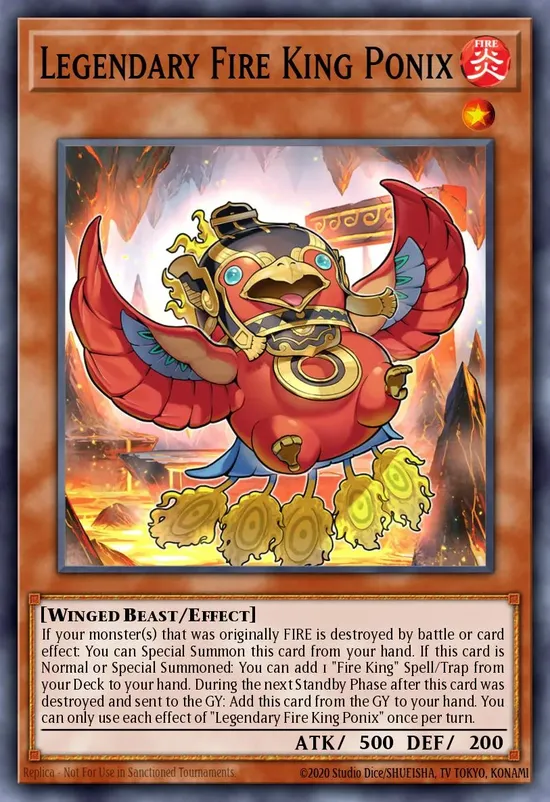 Legendary Fire King Ponix
FIRE
炎
[Winged Beast/Effect]
If your monster(s) that was originally FIRE is destroyed by battle or card
effect: You can Special Summon this card from your hand. If this card is
Normal or Special Summoned: You can add 1 "Fire King" Spell/Trap from
your Deck to your hand. During the next Standby Phase after this card was
destroyed and sent to the GY: Add this card from the GY to your hand. You
can only use each effect of "Legendary Fire King Ponix" once per turn.
ATK/ 500 DEF/ 200
Replica - Not For Use in Sanctioned Tournaments
©2020 Studio Dice/SHUEISHA, TV TOKYO, KONAMI